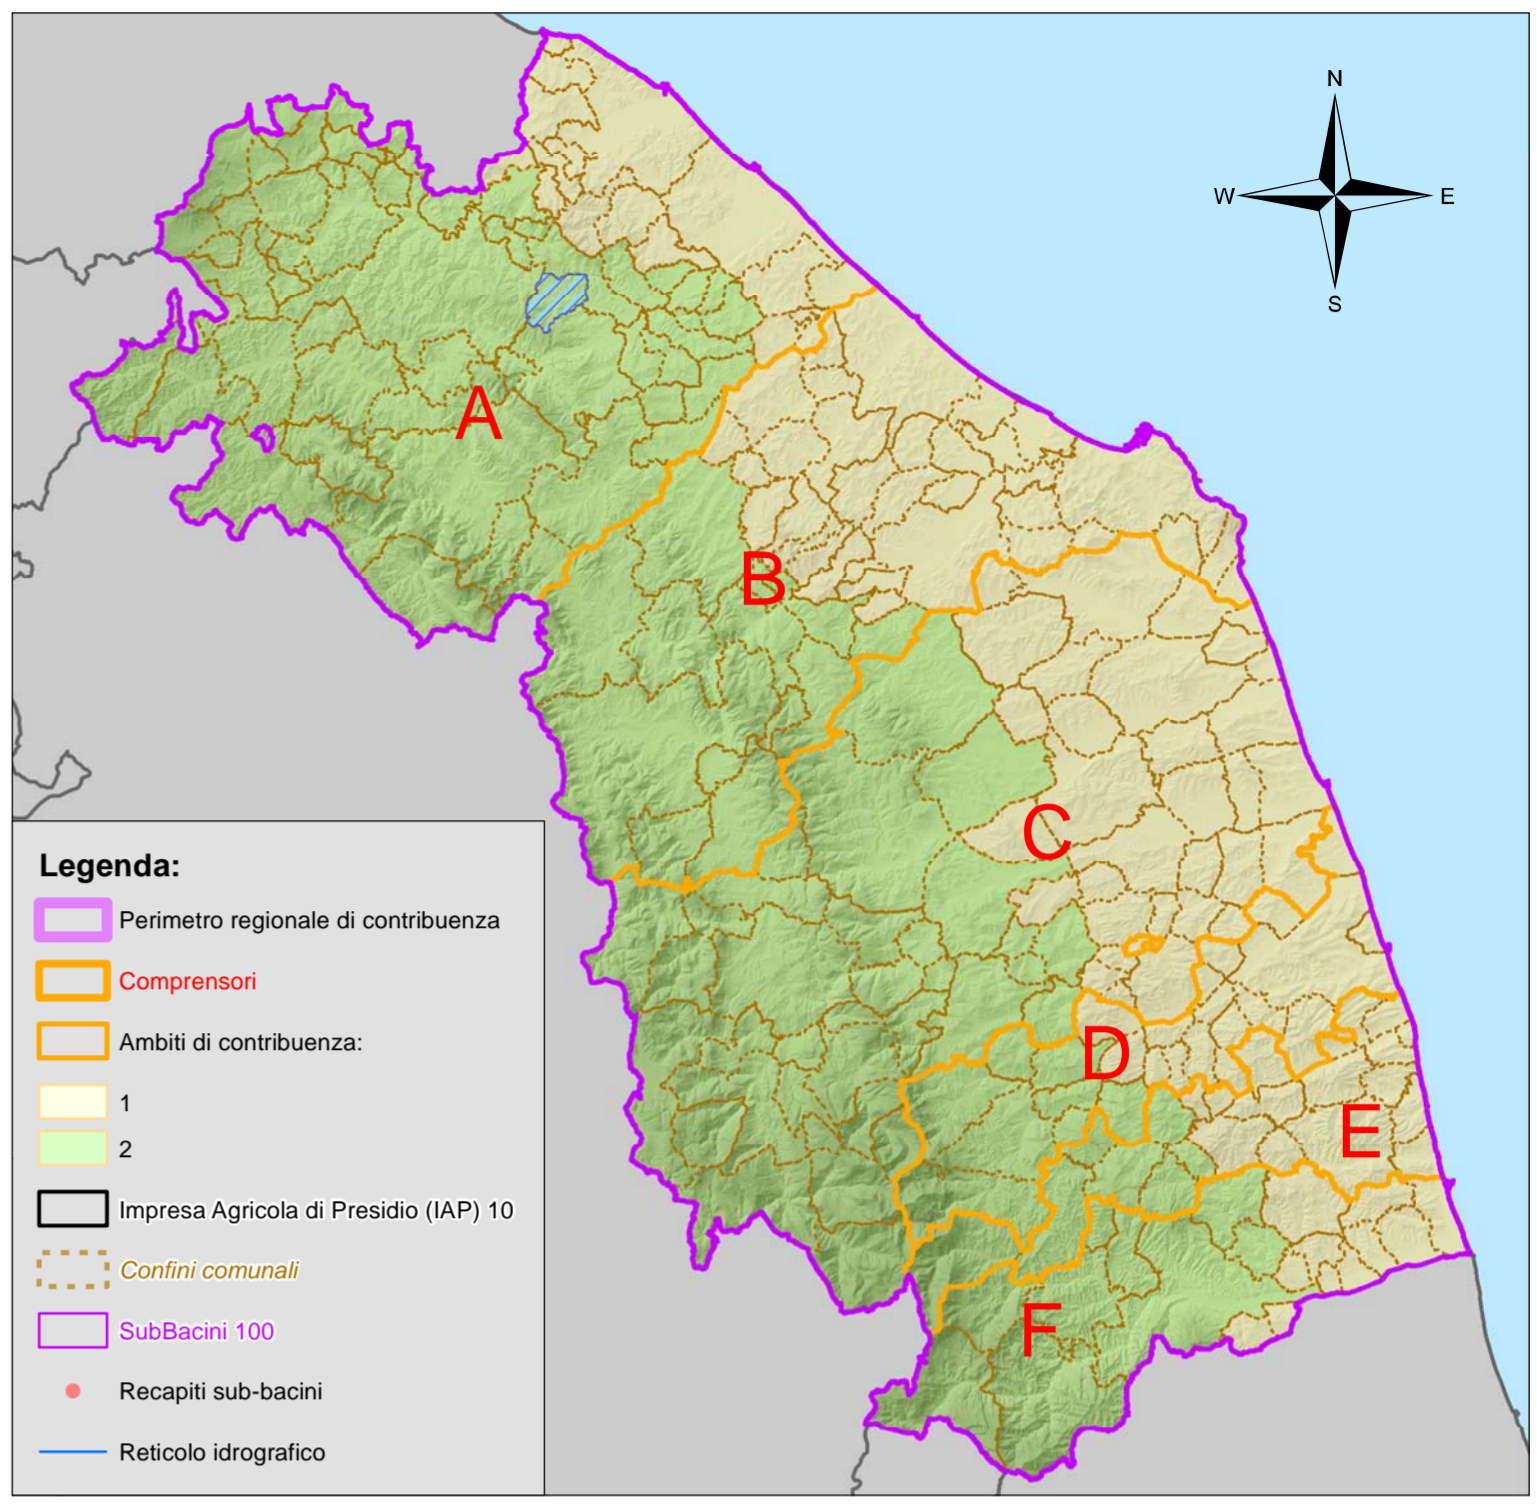 N
W
E
S
A
B
C
D
E
F
Legenda:
Perimetro regionale di contribuenza
Comprensori
Ambiti di contribuenza:
1
2
Impresa Agricola di Presidio (IAP) 10
Confini comunali
SubBacini 100
Recapiti sub-bacini
Reticolo idrografico